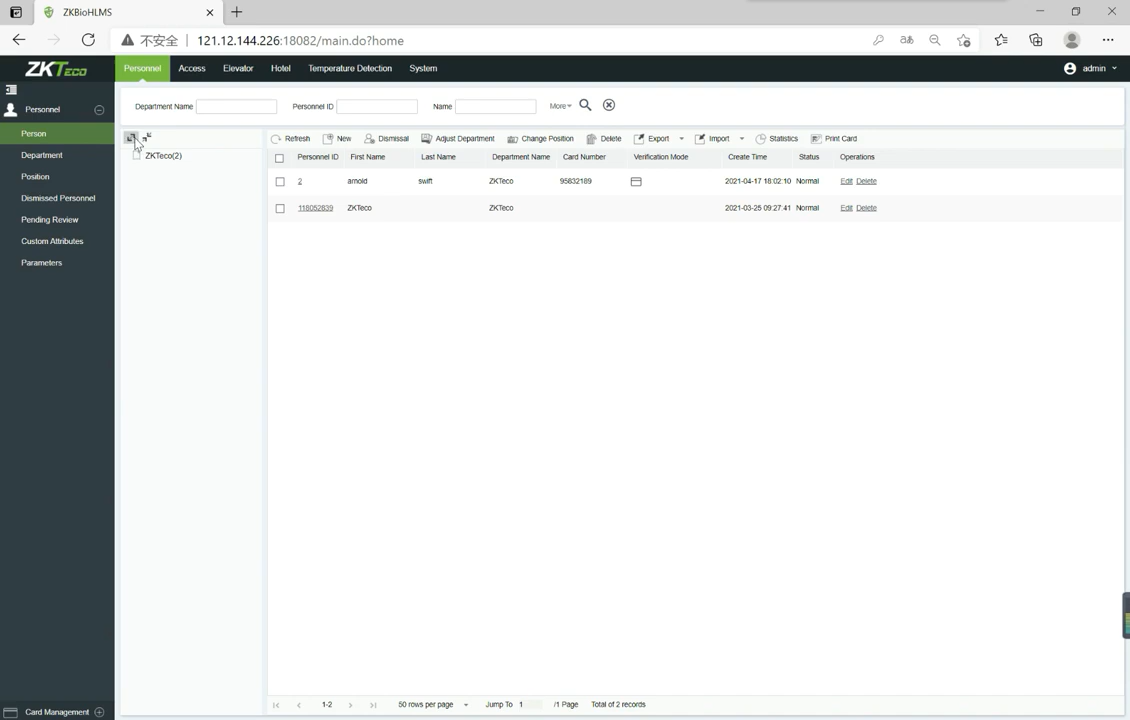 ZKBioHLMS
不安全 121.12.144.226:18082/main.do?home
ZKTeco Personnel Access Elevator Hotel Temperature Detection System admin
Personnel
Person
Department
Position
Dismissed Personnel
Pending Review
Custom Attributes
Parameters
Card Management
Department Name Personnel ID Name More
ZKTeco(2)
Refresh New Dismissal Adjust Department Change Position Delete Export Import Statistics Print Card
Personnel ID First Name Last Name Department Name Card Number Verification Mode Create Time Status Operations
2 arnold swift ZKTeco 95632189 2021-04-17 18:02:10 Normal Edit Delete
118052839 ZKTeco ZKTeco 2021-03-25 09:27:41 Normal Edit Delete
1-2 50 rows per page Jump To 1 /1 Page Total of 2 records